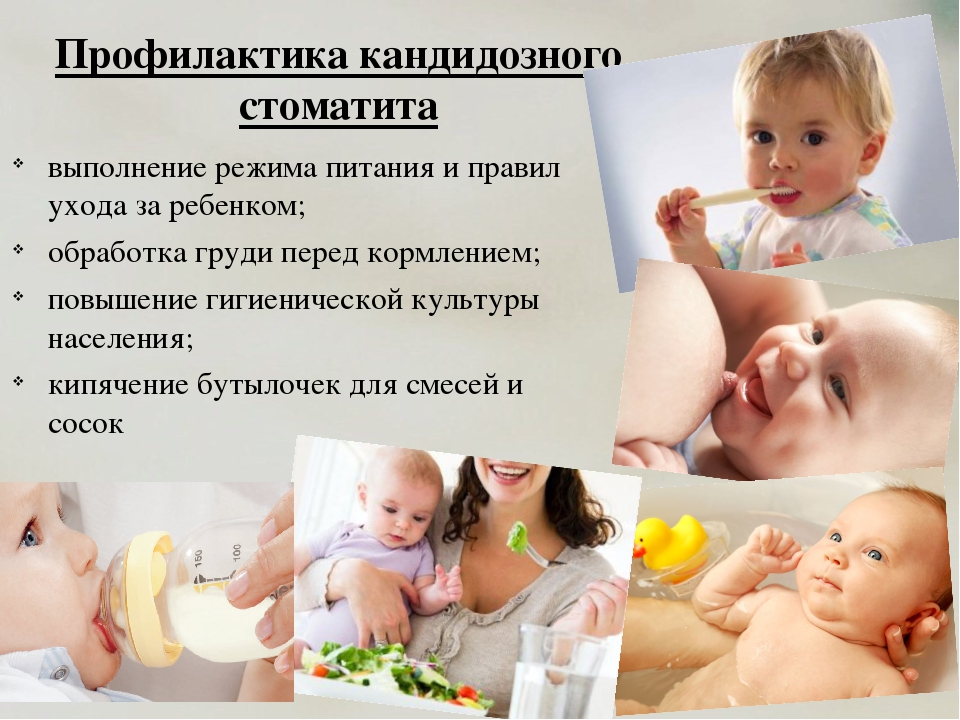 Профилактика кандидозного
стоматита
выполнение режима питания и правил
ухода за ребенком;
обработка груди перед кормлением;
повышение гигиенической культуры
населения;
кипячение бутылочек для смесей и
сосок
150
100